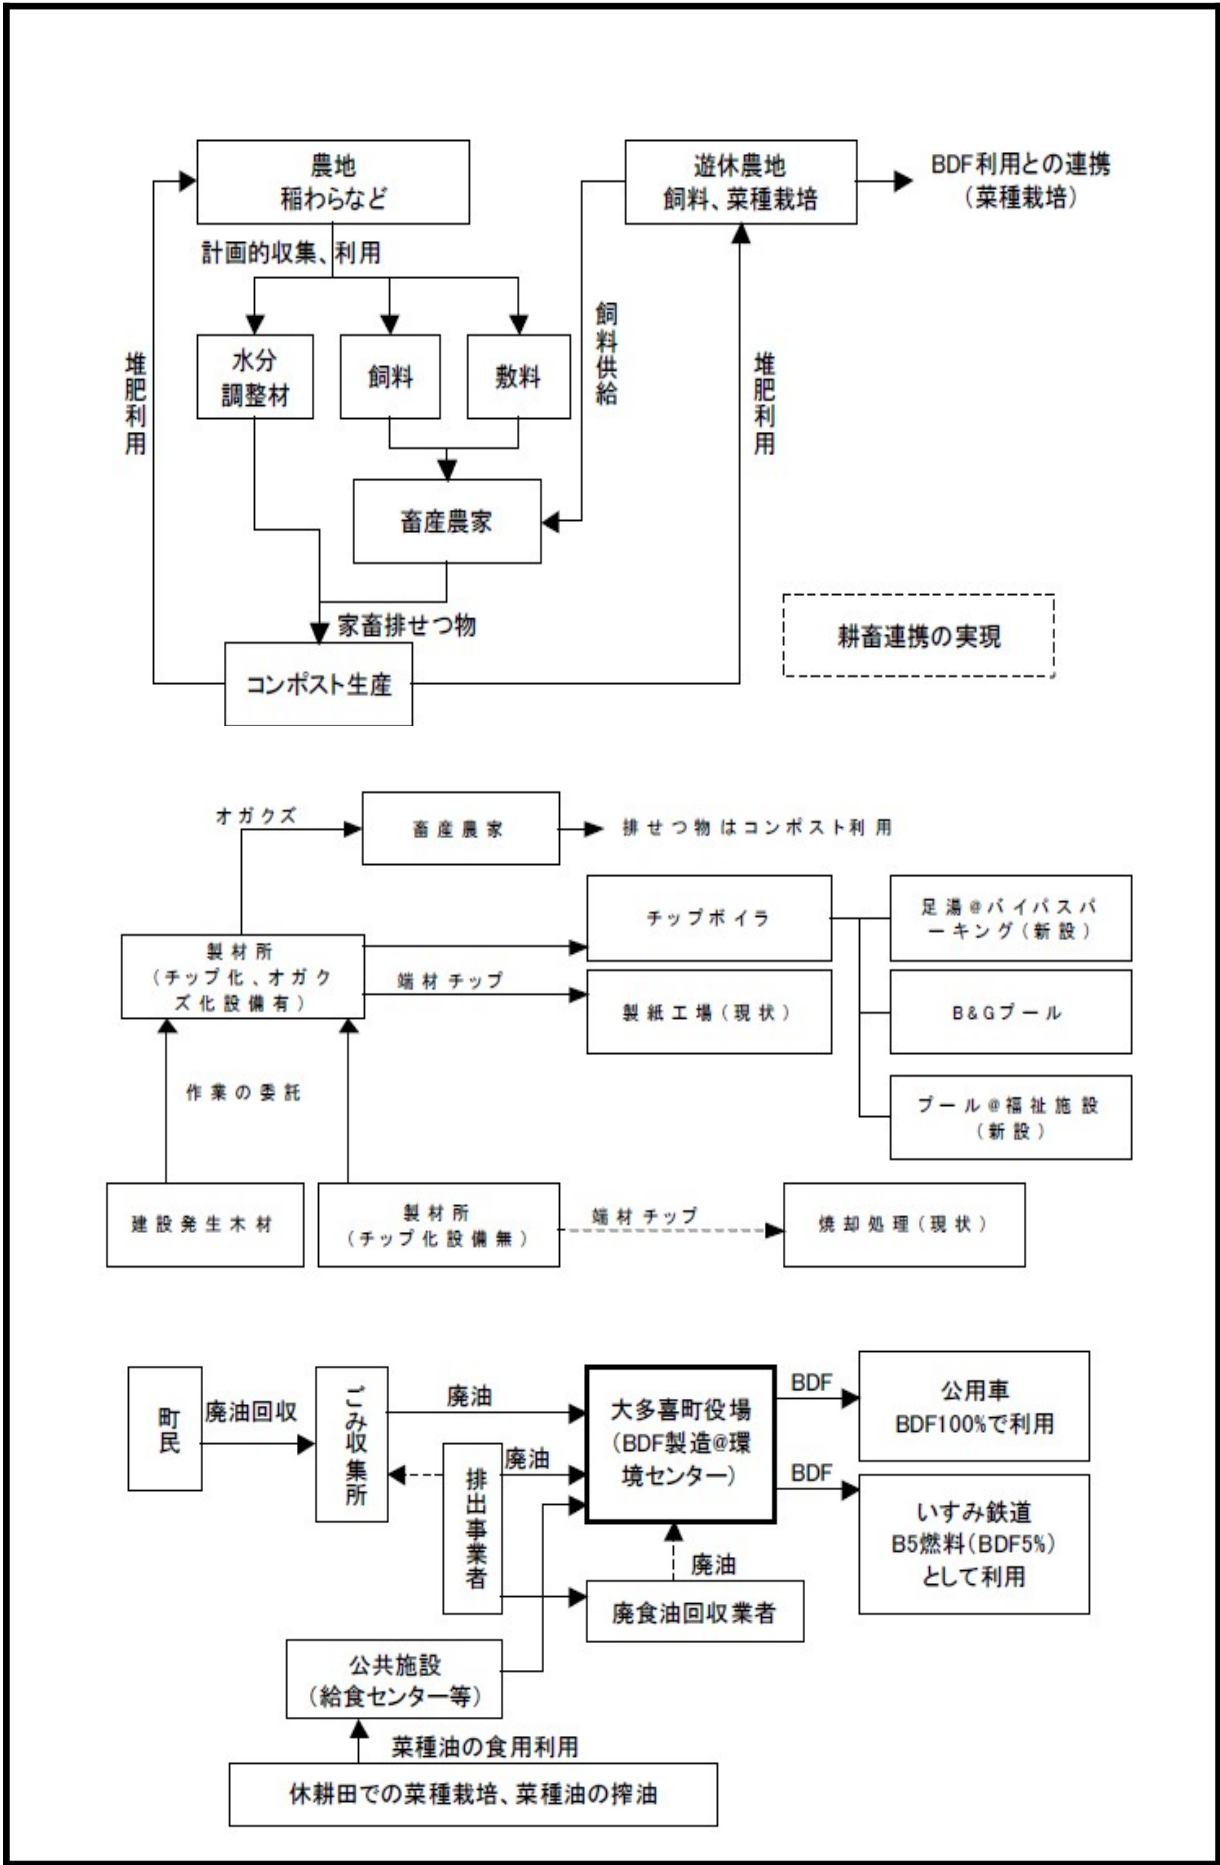 農地
稲わらなど
遊休農地
飼料、菜種栽培
BDF利用との連携
（菜種栽培）
計画的収集、利用
水分
調整材
飼料
敷料
飼料供給
堆肥利用
堆肥利用
畜産農家
家畜排せつ物
コンポスト生産
耕畜連携の実現
オガクズ
畜産農家
排せつ物はコンポスト利用
チップボイラ
足湯@バイパスパ
ーキング（新設）
製材所
（チップ化、オガク
ズ化設備有）
端材チップ
製紙工場（現状）
B&Gプール
作業の委託
プール@福祉施設
（新設）
建設発生木材
製材所
（チップ化設備無）
端材チップ
焼却処理（現状）
町民
廃油回収
ごみ収集所
廃油
排出事業者
廃油
大多喜町役場
（BDF製造@環
境センター）
BDF
公用車
BDF100%で利用
BDF
いすみ鉄道
B5燃料（BDF5%）
として利用
廃油
廃食油回収業者
公共施設
（給食センター等）
菜種油の食用利用
休耕田での菜種栽培、菜種油の搾油